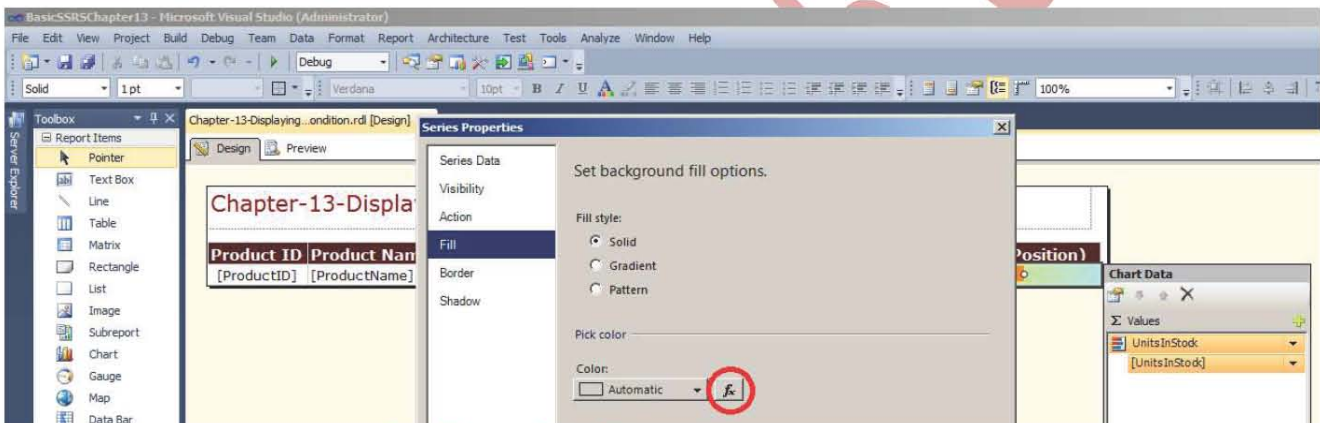 BasicSSRSChapter13 - Microsoft Visual Studio (Administrator)
File Edit View Project Build Debug Team Data Format Report Architecture Test Tools Analyze Window Help
Debug
Solid 1 pt Verdana 10pt B I U A 100%
Server Explorer
Toolbox
Report Items
Pointer
Text Box
Line
Table
Matrix
Rectangle
List
Image
Subreport
Chart
Gauge
Map
Data Bar
Chapter-13-Displaying...ondition.rdl [Design]
Design Preview
Chapter-13-Displa
Product ID Product Nam
[ProductID] [ProductName]
Position)
Series Properties
Series Data
Visibility
Action
Fill
Border
Shadow
Set background fill options.
Fill style:
Solid
Gradient
Pattern
Pick color
Color:
Automatic fx
Chart Data
Σ Values
UnitsInStock
[UnitsInStock]